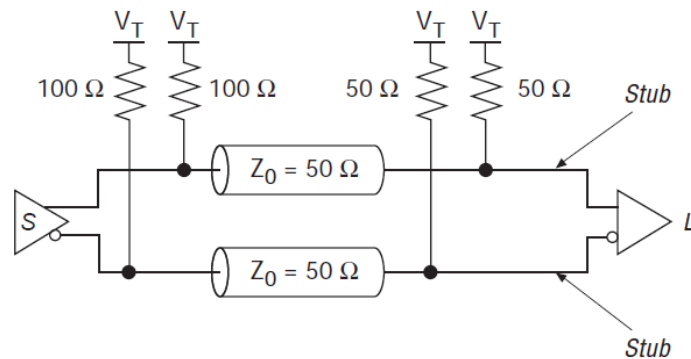 V_T V_T V_T V_T
100 Ω 100 Ω 50 Ω 50 Ω Stub
Z_0 = 50 Ω
S L
Z_0 = 50 Ω
Stub